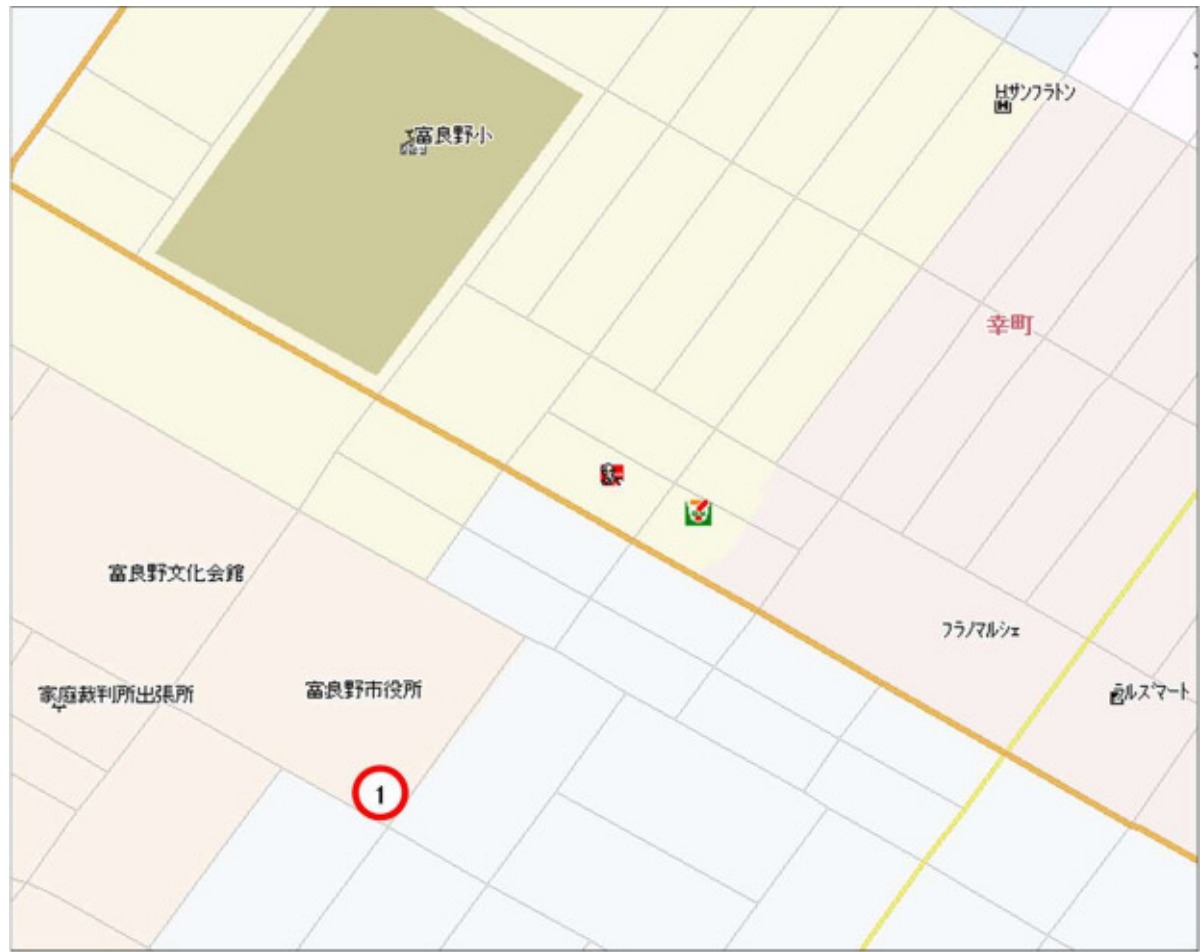 Hサンフラトン
富良野小
幸町
富良野文化会館
フラノマルシェ
家庭裁判所出張所
富良野市役所
ラルズマート
1